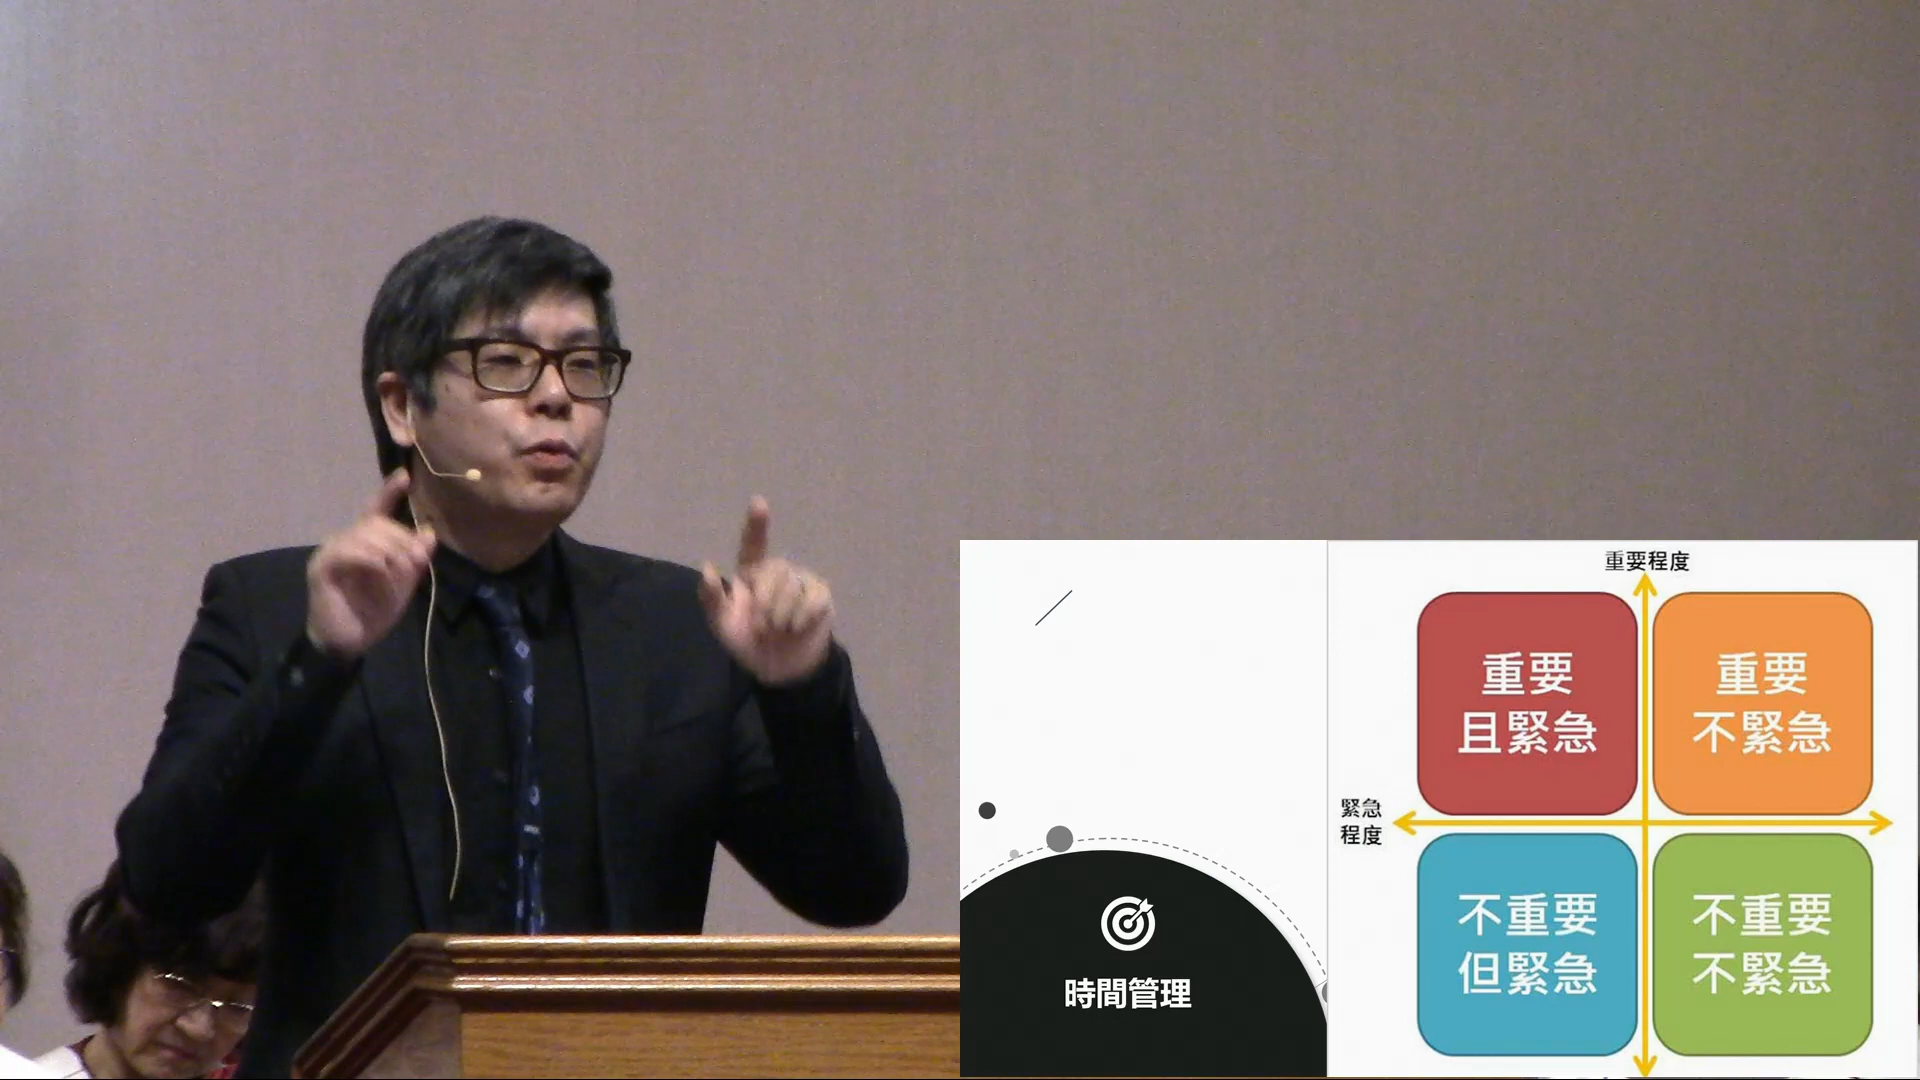 時間管理
重要程度
重要
且緊急
重要
不緊急
緊急
程度
不重要
但緊急
不重要
不緊急